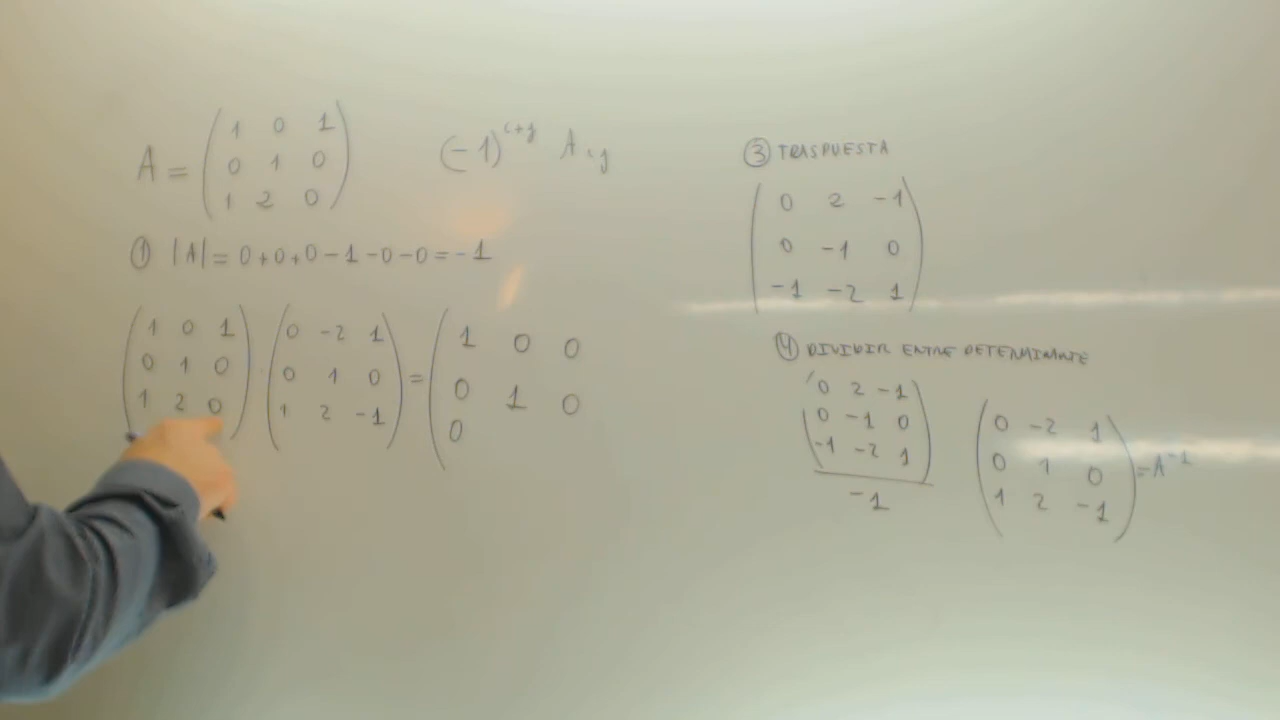 A = ( 1 0 1
0 1 0
1 2 0 )
(-1)^{i+j} A_{ij}
① |A| = 0+0+0-1-0-0=-1
( 1 0 1
0 1 0
1 2 0 ) · ( 0 -2 1
0 1 0
1 2 -1 ) = ( 1 0 0
0 1 0
0
③ TRASPUESTA
( 0 2 -1
0 -1 0
-1 -2 1 )
④ DIVIDIR ENTRE DETERMINANTE
( 0 2 -1
0 -1 0
-1 -2 1 )
-1
( 0 -2 1
0 1 0
1 2 -1 ) = A^{-1}